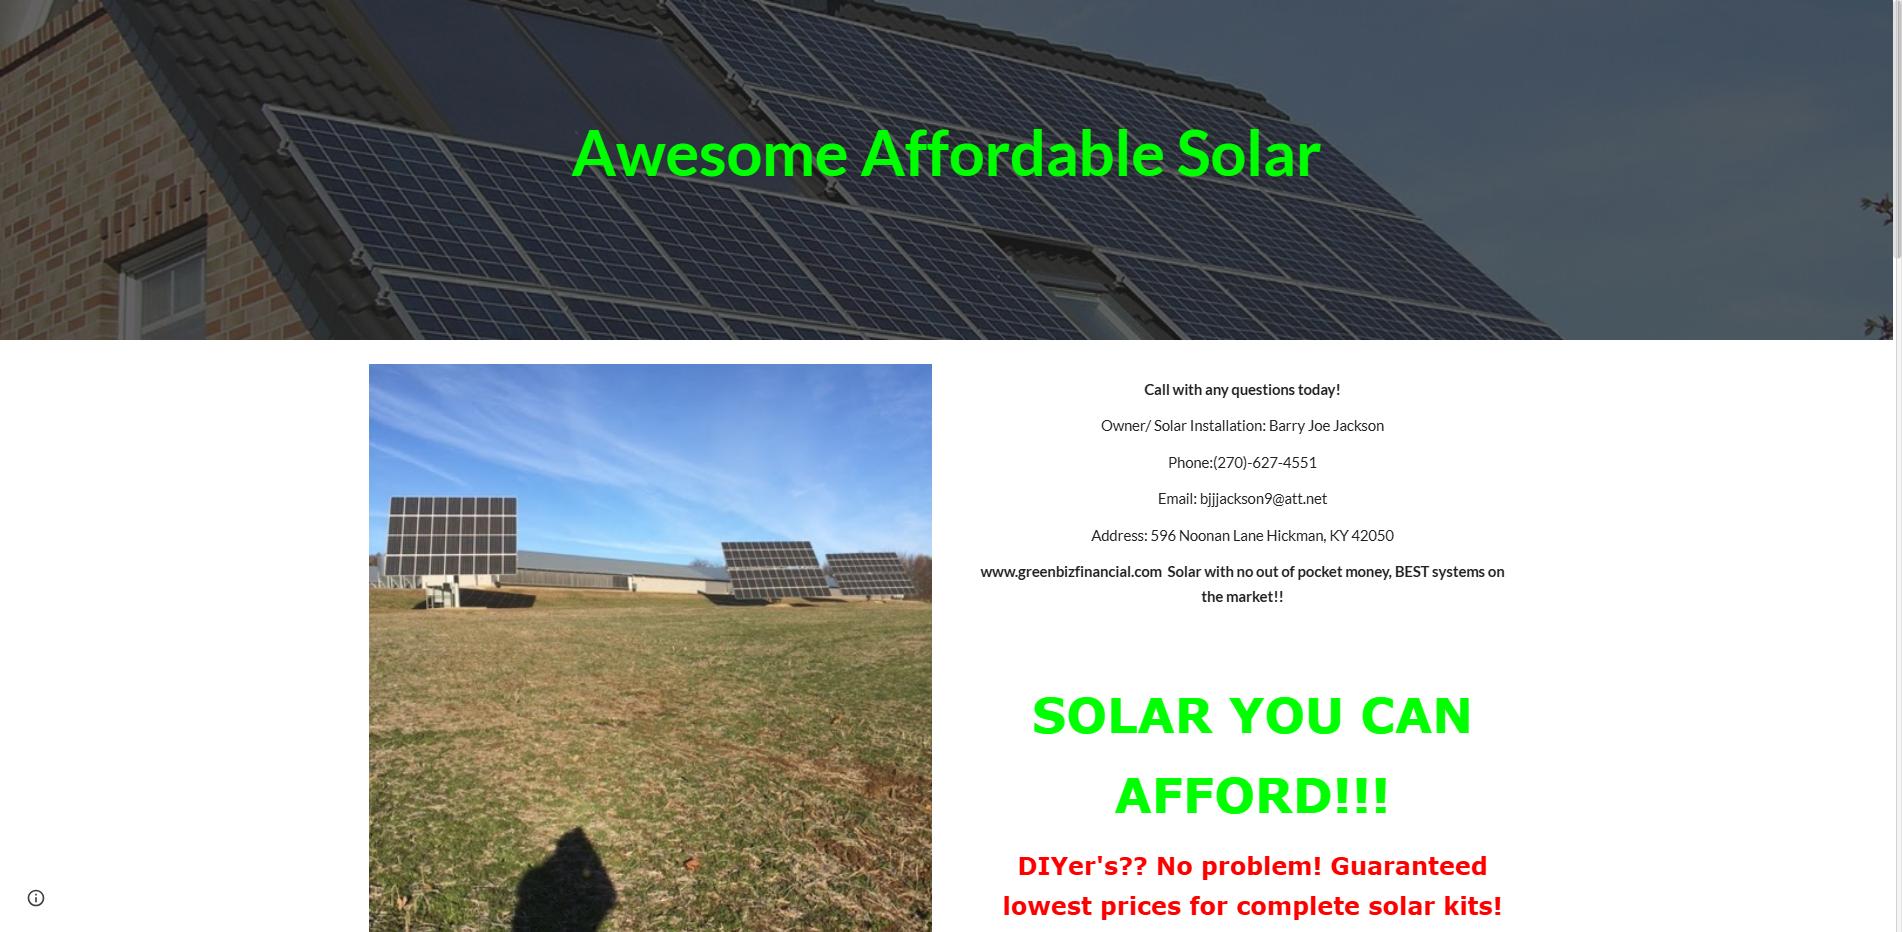 Awesome Affordable Solar
Call with any questions today!
Owner/ Solar Installation: Barry Joe Jackson
Phone:(270)-627-4551
Email: bjjjackson9@att.net
Address: 596 Noonan Lane Hickman, KY 42050
www.greenbizfinancial.com  Solar with no out of pocket money, BEST systems on
the market!!
SOLAR YOU CAN
AFFORD!!!
DIYer's?? No problem! Guaranteed
lowest prices for complete solar kits!